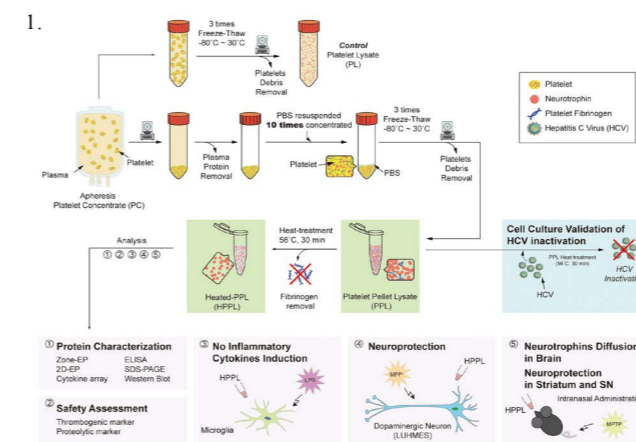 1.
3 times
Freeze-Thaw
-80°C ~ 30°C
Platelets
Debris
Removal
Control
Platelet Lysate
(PL)
Platelet
Neurotrophin
Platelet Fibrinogen
Hepatitis C Virus (HCV)
Plasma
Platelet
Apheresis
Platelet Concentrate (PC)
Plasma
Protein
Removal
PBS resuspended
10 times concentrated
Platelet
PBS
3 times
Freeze-Thaw
-80°C ~ 30°C
Platelets
Debris
Removal
Analysis
① ② ③ ④ ⑤
Heated-PPL
(HPPL)
Heat-treatment
56°C, 30 min
Fibrinogen
removal
Platelet Pellet Lysate
(PPL)
Cell Culture Validation of
HCV inactivation
PPL Heat-treatment
(56°C, 30 min)
HCV
HCV
Inactiva
① Protein Characterization
Zone-EP ELISA
2D-EP SDS-PAGE
Cytokine array Western Blot
② Safety Assessment
Thrombogenic marker
Proteolytic marker
③ No Inflammatory
Cytokines Induction
HPPL
LPS
Microglia
④ Neuroprotection
HPPL
MPP+
Dopaminergic Neuron
(LUHMES)
⑤ Neurotrophins Diffusion
in Brain
Neuroprotection
in Striatum and SN
Intranasal Administrati
HPPL
MPTP